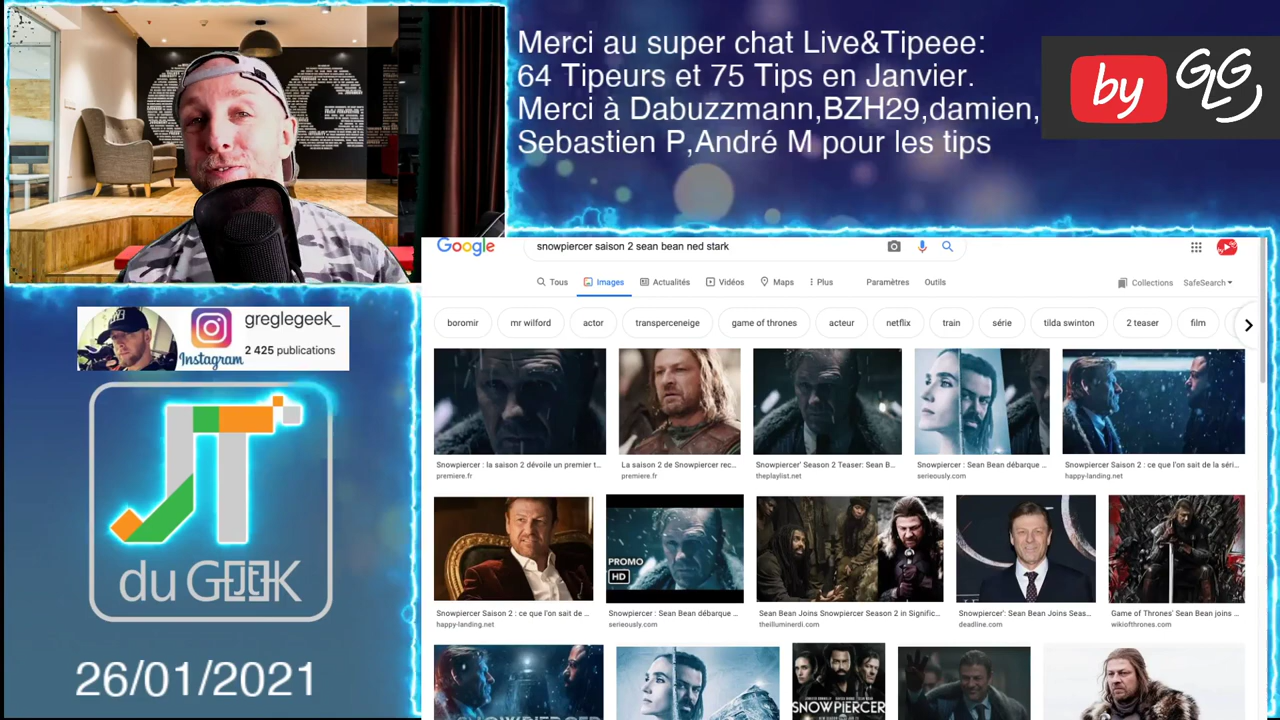 Merci au super chat Live&Tipeee:
64 Tipeurs et 75 Tips en Janvier.
Merci à Dabuzzmann,BZH29,damien,
Sebastien P,Andre M pour les tips
by GLG
greglegeek_
Instagram
2 425 publications
JT
du GEEK
26/01/2021
Google
snowpiercer saison 2 sean bean ned stark
Tous Images Actualités Vidéos Maps Plus Paramètres Outils Collections SafeSearch
boromir mr wilford actor transperceneige game of thrones acteur netflix train série tilda swinton 2 teaser film
Snowpiercer : la saison 2 dévoile un premier t...
premiere.fr
La saison 2 de Snowpiercer rec...
premiere.fr
Snowpiercer' Season 2 Teaser: Sean B...
theplaylist.net
Snowpiercer : Sean Bean débarque ...
serieously.com
Snowpiercer Saison 2 : ce que l'on sait de la séri...
happy-landing.net
PROMO
HD
Snowpiercer Saison 2 : ce que l'on sait de ...
happy-landing.net
Snowpiercer : Sean Bean débarque ...
serieously.com
Sean Bean Joins Snowpiercer Season 2 in Signific...
theilluminerdi.com
Snowpiercer': Sean Bean Joins Seas...
deadline.com
Game of Thrones' Sean Bean joins ...
wikiofthrones.com
SNOWPIERCER
SNOWPIERCER